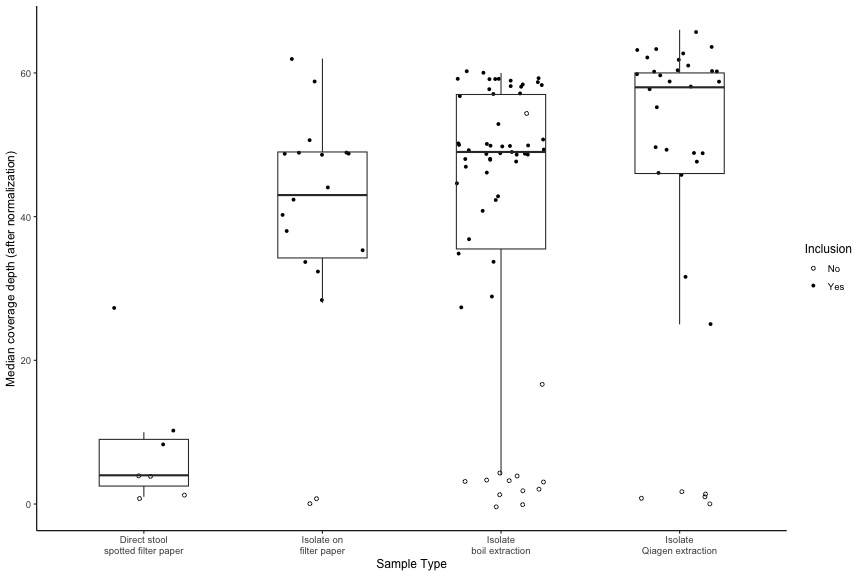 Median coverage depth (after normalization)
60
40
20
0
Direct stool
spotted filter paper
Isolate on
filter paper
Isolate
boil extraction
Isolate
Qiagen extraction
Sample Type
Inclusion
No
Yes